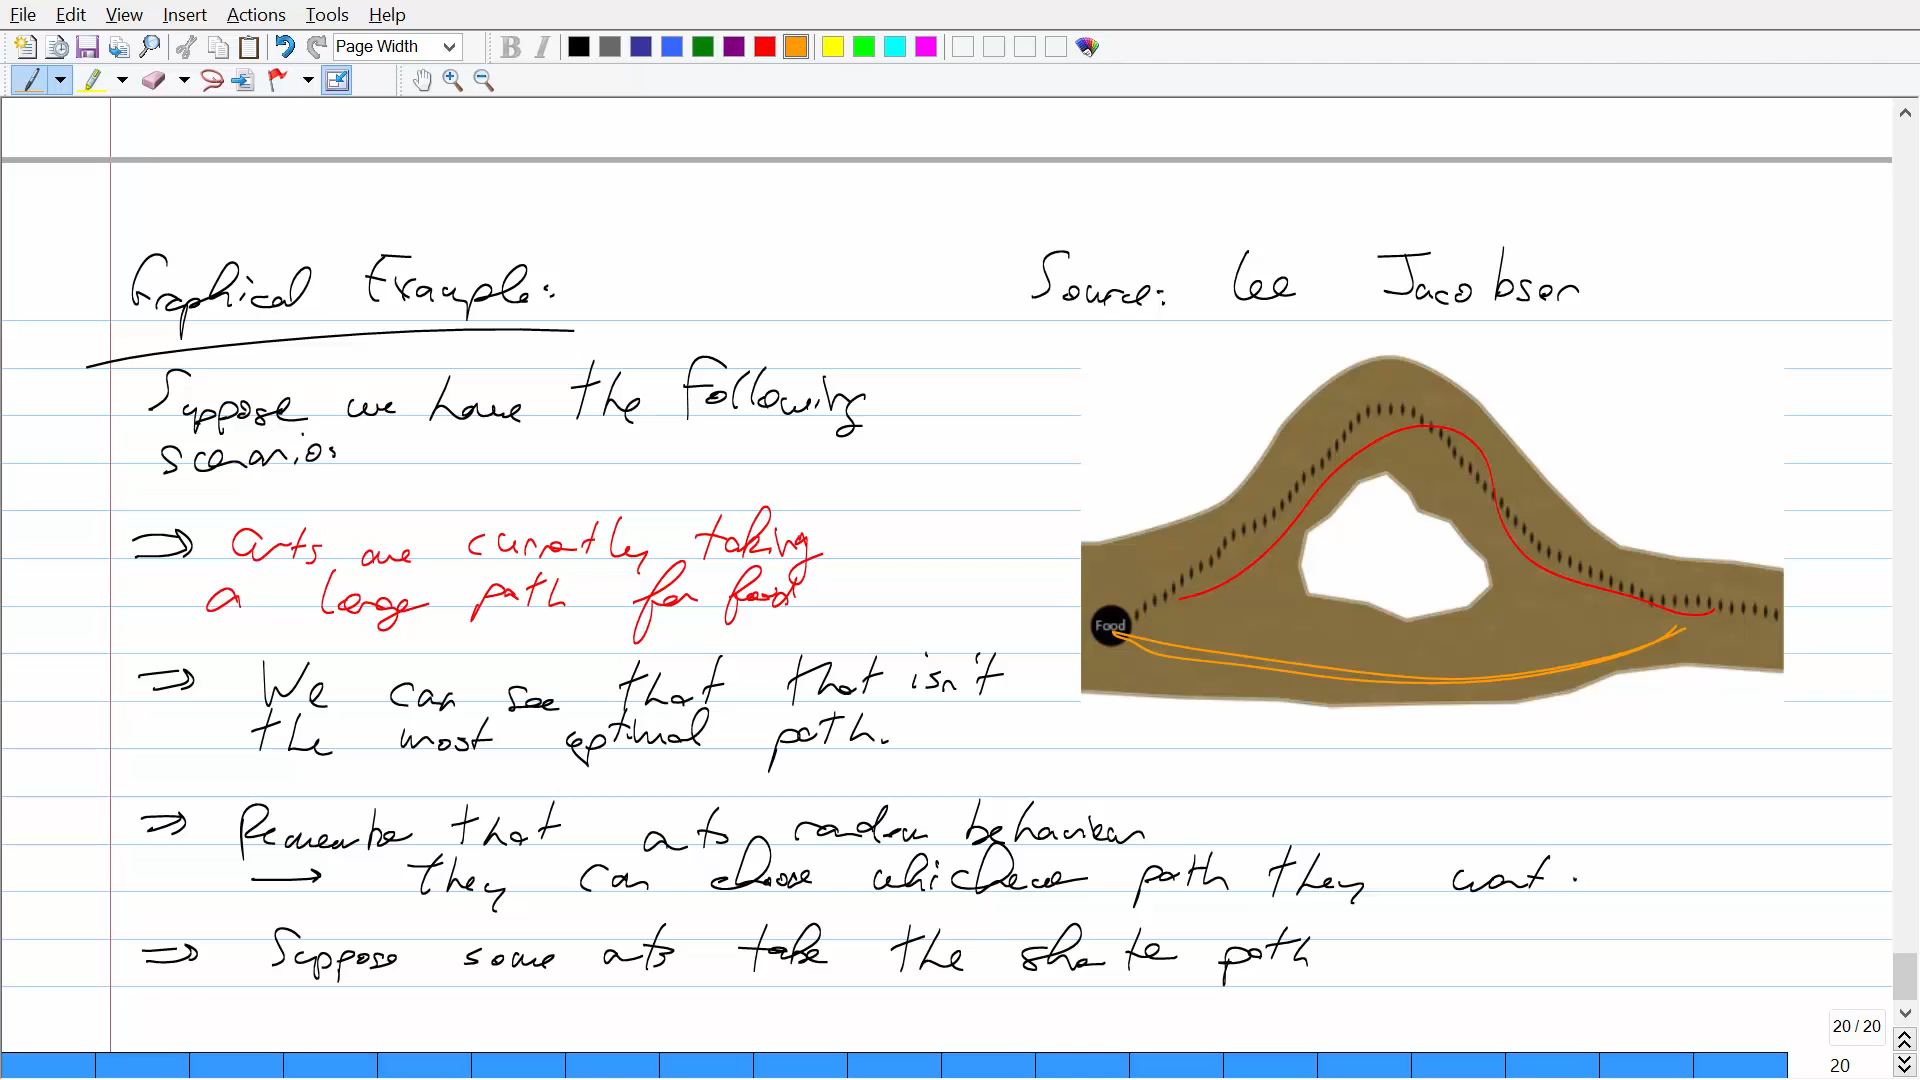 File Edit View Insert Actions Tools Help
Page Width
B I
Graphical Example:
Source: Lee Jacobson
Suppose we have the following
scenario:
⇒ ants are currently taking
a large path for food
Food
⇒ We can see that that isn't
the most optimal path.
⇒ Remember that ants random behaviour
→ they can choose whichever path they want.
⇒ Suppose some ants take the shorter path
20 / 20
20